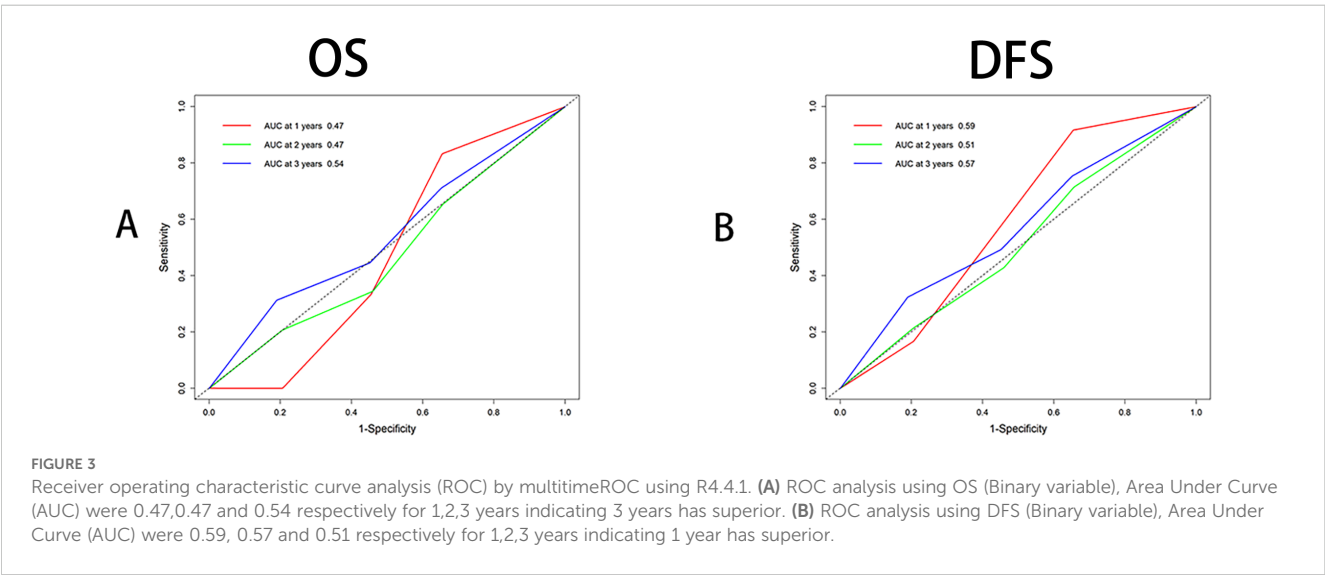 OS
DFS
A
AUC at 1 years 0.47
AUC at 2 years 0.47
AUC at 3 years 0.54
Sensitivity
0.0
0.2
0.4
0.6
0.8
1.0
0.0 0.2 0.4 0.6 0.8 1.0
1-Specificity
B
AUC at 1 years 0.59
AUC at 2 years 0.51
AUC at 3 years 0.57
Sensitivity
0.0
0.2
0.4
0.6
0.8
1.0
0.0 0.2 0.4 0.6 0.8 1.0
1-Specificity
FIGURE 3
Receiver operating characteristic curve analysis (ROC) by multitimeROC using R4.4.1. (A) ROC analysis using OS (Binary variable), Area Under Curve
(AUC) were 0.47,0.47 and 0.54 respectively for 1,2,3 years indicating 3 years has superior. (B) ROC analysis using DFS (Binary variable), Area Under
Curve (AUC) were 0.59, 0.57 and 0.51 respectively for 1,2,3 years indicating 1 year has superior.